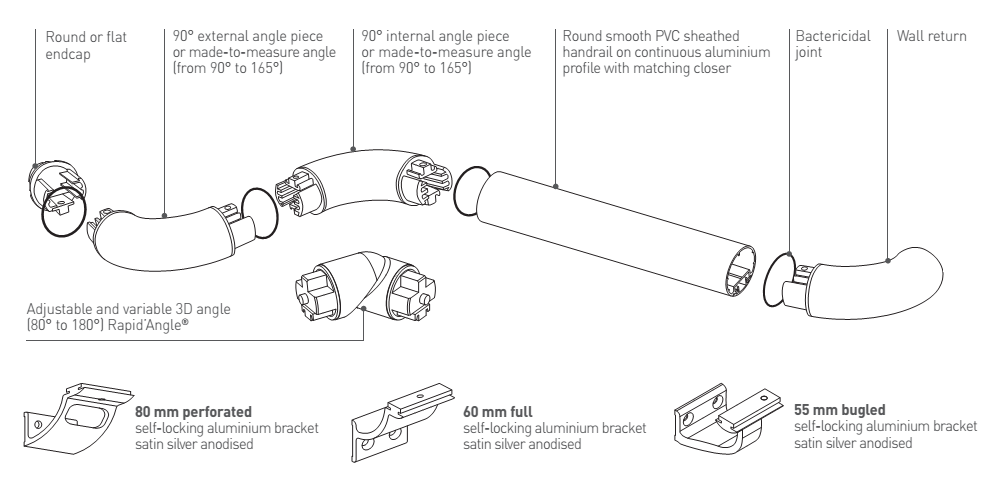 Round or flat
endcap
90° external angle piece
or made-to-measure angle
(from 90° to 165°)
90° internal angle piece
or made-to-measure angle
(from 90° to 165°)
Round smooth PVC sheathed
handrail on continuous aluminium
profile with matching closer
Bactericidal
joint
Wall return
Adjustable and variable 3D angle
(80° to 180°) Rapid'Angle®
80 mm perforated
self-locking aluminium bracket
satin silver anodised
60 mm full
self-locking aluminium bracket
satin silver anodised
55 mm bugled
self-locking aluminium bracket
satin silver anodised